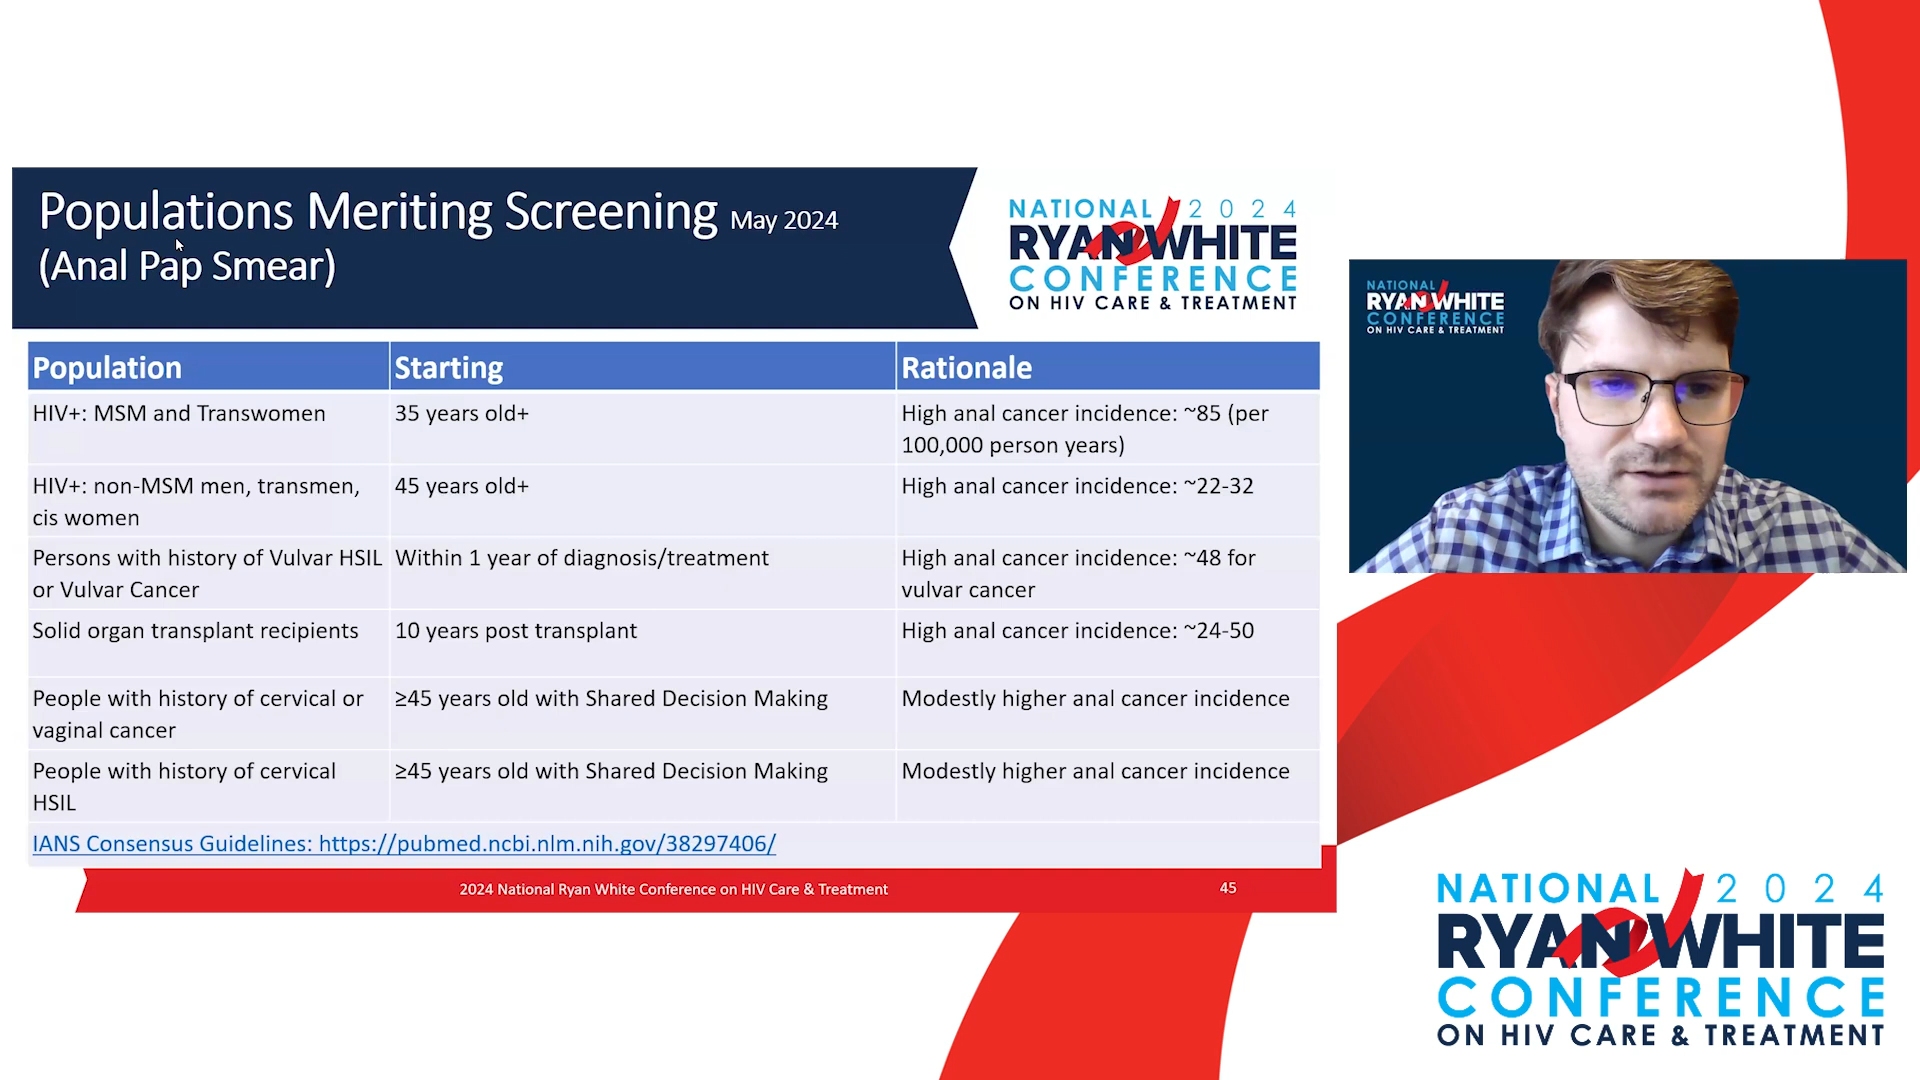 Populations Meriting Screening May 2024
(Anal Pap Smear)
NATIONAL 2024
RYAN WHITE
CONFERENCE
ON HIV CARE & TREATMENT
Population Starting Rationale
HIV+: MSM and Transwomen 35 years old+ High anal cancer incidence: ~85 (per
100,000 person years)
HIV+: non-MSM men, transmen, 45 years old+ High anal cancer incidence: ~22-32
cis women
Persons with history of Vulvar HSIL Within 1 year of diagnosis/treatment High anal cancer incidence: ~48 for
or Vulvar Cancer vulvar cancer
Solid organ transplant recipients 10 years post transplant High anal cancer incidence: ~24-50
People with history of cervical or ≥45 years old with Shared Decision Making Modestly higher anal cancer incidence
vaginal cancer
People with history of cervical ≥45 years old with Shared Decision Making Modestly higher anal cancer incidence
HSIL
IANS Consensus Guidelines: https://pubmed.ncbi.nlm.nih.gov/38297406/
2024 National Ryan White Conference on HIV Care & Treatment 45
NATIONAL
RYAN WHITE
CONFERENCE
ON HIV CARE & TREATMENT
NATIONAL 2024
RYAN WHITE
CONFERENCE
ON HIV CARE & TREATMENT